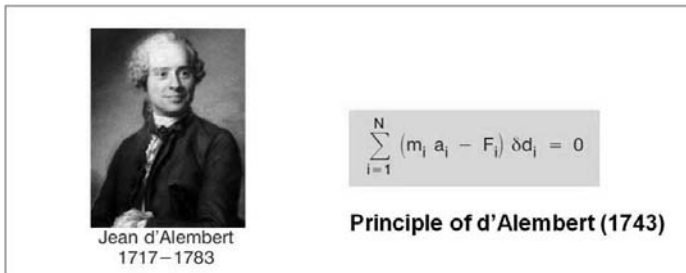 Jean d'Alembert
1717–1783
N
∑ (mᵢ aᵢ − Fᵢ) δdᵢ = 0
i=1
Principle of d'Alembert (1743)